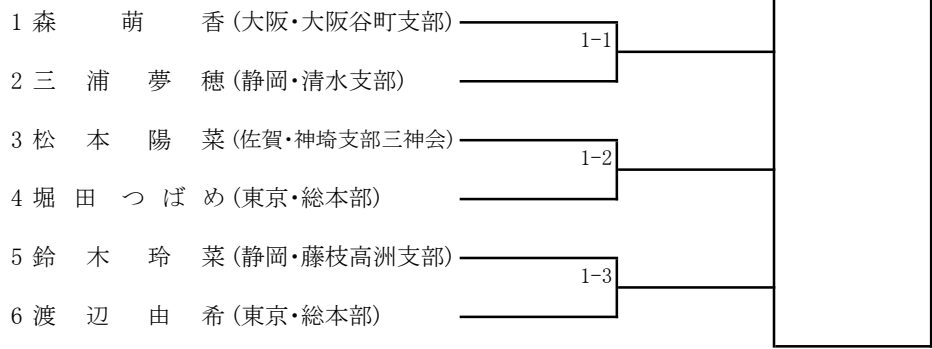 1 森 萌 香 (大阪・大阪谷町支部)
1-1
2 三 浦 夢 穂 (静岡・清水支部)
3 松 本 陽 菜 (佐賀・神埼支部三神会)
1-2
4 堀 田 つ ば め (東京・総本部)
5 鈴 木 玲 菜 (静岡・藤枝高洲支部)
1-3
6 渡 辺 由 希 (東京・総本部)